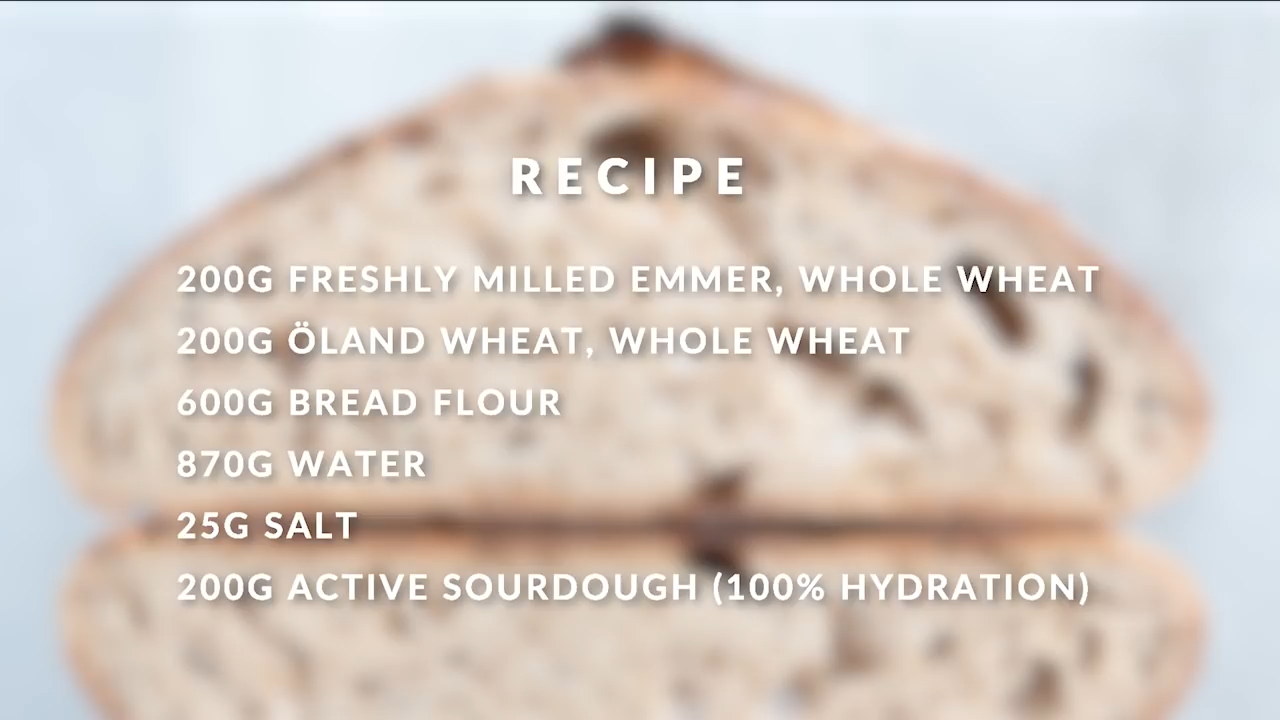 RECIPE
200G FRESHLY MILLED EMMER, WHOLE WHEAT
200G ÖLAND WHEAT, WHOLE WHEAT
600G BREAD FLOUR
870G WATER
25G SALT
200G ACTIVE SOURDOUGH (100% HYDRATION)